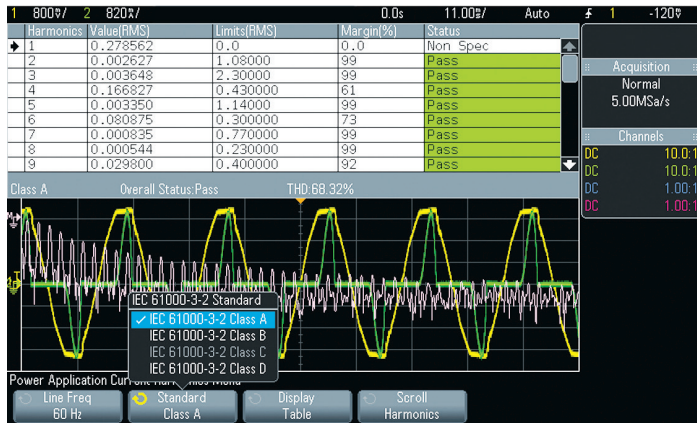 1 800V/ 2 820V/ 0.0s 11.00V/ Auto 1 -120V
Harmonics Value(RMS) Limits(RMS) Margin(%) Status
1 0.278562 0.0 0.0 Non Spec
2 0.002627 1.08000 99 Pass
3 0.003648 2.30000 99 Pass
4 0.166827 0.430000 61 Pass
5 0.003350 1.14000 99 Pass
6 0.080875 0.300000 73 Pass
7 0.000835 0.770000 99 Pass
8 0.000544 0.230000 99 Pass
9 0.029800 0.400000 92 Pass
Acquisition
Normal
5.00MSa/s
Channels
DC 10.0:1
DC 10.0:1
DC 1.00:1
DC 1.00:1
Class A Overall Status:Pass THD:68.32%
IEC 61000-3-2 Standard
IEC 61000-3-2 Class A
IEC 61000-3-2 Class B
IEC 61000-3-2 Class C
IEC 61000-3-2 Class D
Power Application Current Harmonics Menu
Line Freq
60 Hz
Standard
Class A
Display
Table
Scroll
Harmonics